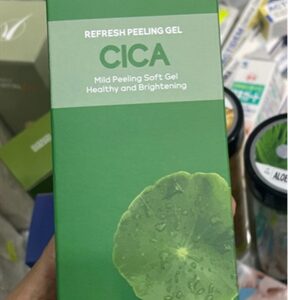 REFRESH PEELING GEL
CICA
Mild Peeling Soft Gel
Healthy and Brightening
ALOE